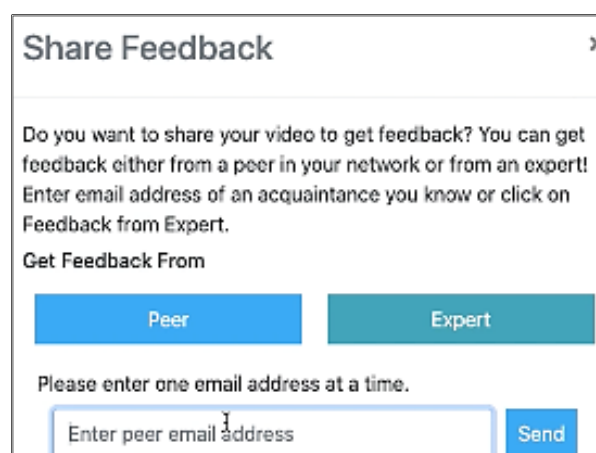 Share Feedback
Do you want to share your video to get feedback? You can get
feedback either from a peer in your network or from an expert!
Enter email address of an acquaintance you know or click on
Feedback from Expert.
Get Feedback From
Peer Expert
Please enter one email address at a time.
Enter peer email address Send